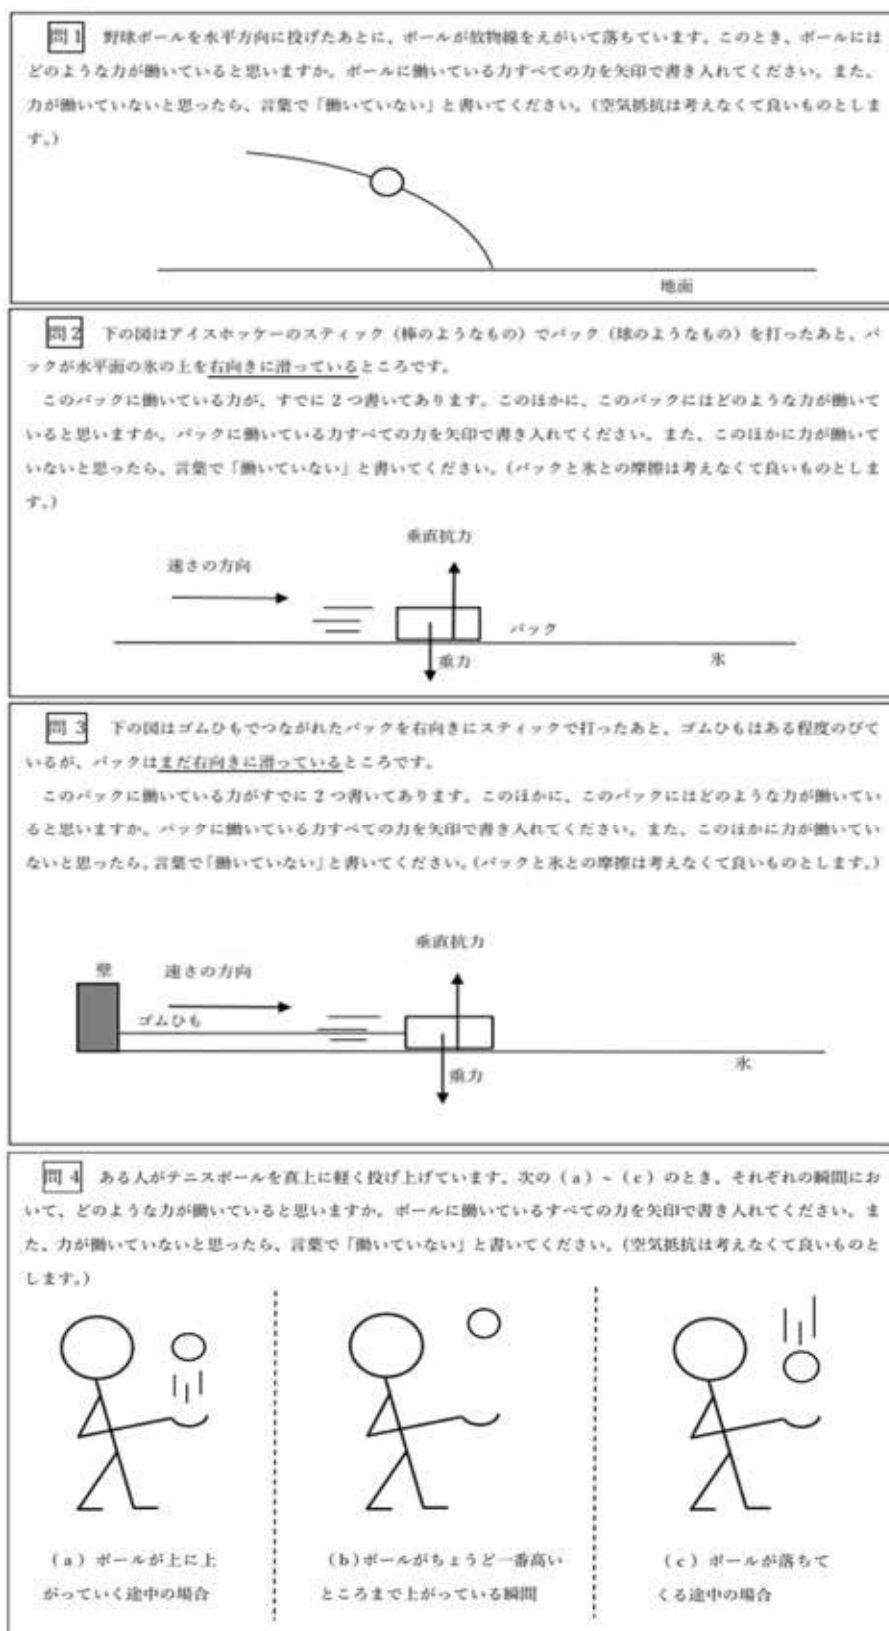 問1　野球ボールを水平方向に投げたあとに、ボールが放物線をえがいて落ちています。このとき、ボールには
どのような力が働いていると思いますか。ボールに働いている力すべての力を矢印で書き入れてください。また、
力が働いていないと思ったら、言葉で「働いていない」と書いてください。(空気抵抗は考えなくて良いものとしま
す。)
地面
問2　下の図はアイスホッケーのスティック（棒のようなもの）でパック（球のようなもの）を打ったあと、パ
ックが水平面の氷の上を右向きに滑っているところです。
このパックに働いている力が、すでに2つ書いてあります。このほかに、このパックにはどのような力が働いて
いると思いますか。パックに働いている力すべての力を矢印で書き入れてください。また、このほかに力が働いて
いないと思ったら、言葉で「働いていない」と書いてください。(パックと氷との摩擦は考えなくて良いものとしま
す。)
垂直抗力
速さの方向
パック
重力
氷
問3　下の図はゴムひもでつながれたパックを右向きにスティックで打ったあと、ゴムひもはある程度のびて
いるが、パックはまだ右向きに滑っているところです。
このパックに働いている力がすでに2つ書いてあります。このほかに、このパックにはどのような力が働いてい
ると思いますか。パックに働いている力すべての力を矢印で書き入れてください。また、このほかに力が働いてい
ないと思ったら、言葉で「働いていない」と書いてください。(パックと氷との摩擦は考えなくて良いものとします。)
垂直抗力
壁
速さの方向
ゴムひも
氷
重力
問4　ある人がテニスボールを真上に軽く投げ上げています。次の(a)~(c)のとき、それぞれの瞬間にお
いて、どのような力が働いていると思いますか。ボールに働いているすべての力を矢印で書き入れてください。ま
た、力が働いていないと思ったら、言葉で「働いていない」と書いてください。(空気抵抗は考えなくて良いものと
します。)
(a) ボールが上に上
がっていく途中の場合
(b)ボールがちょうど一番高い
ところまで上がっている瞬間
(c) ボールが落ちて
くる途中の場合